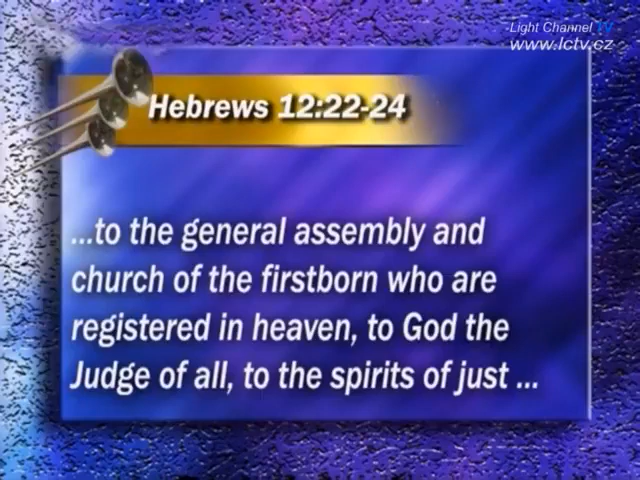 Light Channel TV
www.lctv.cz
Hebrews 12:22-24
...to the general assembly and
church of the firstborn who are
registered in heaven, to God the
Judge of all, to the spirits of just ...